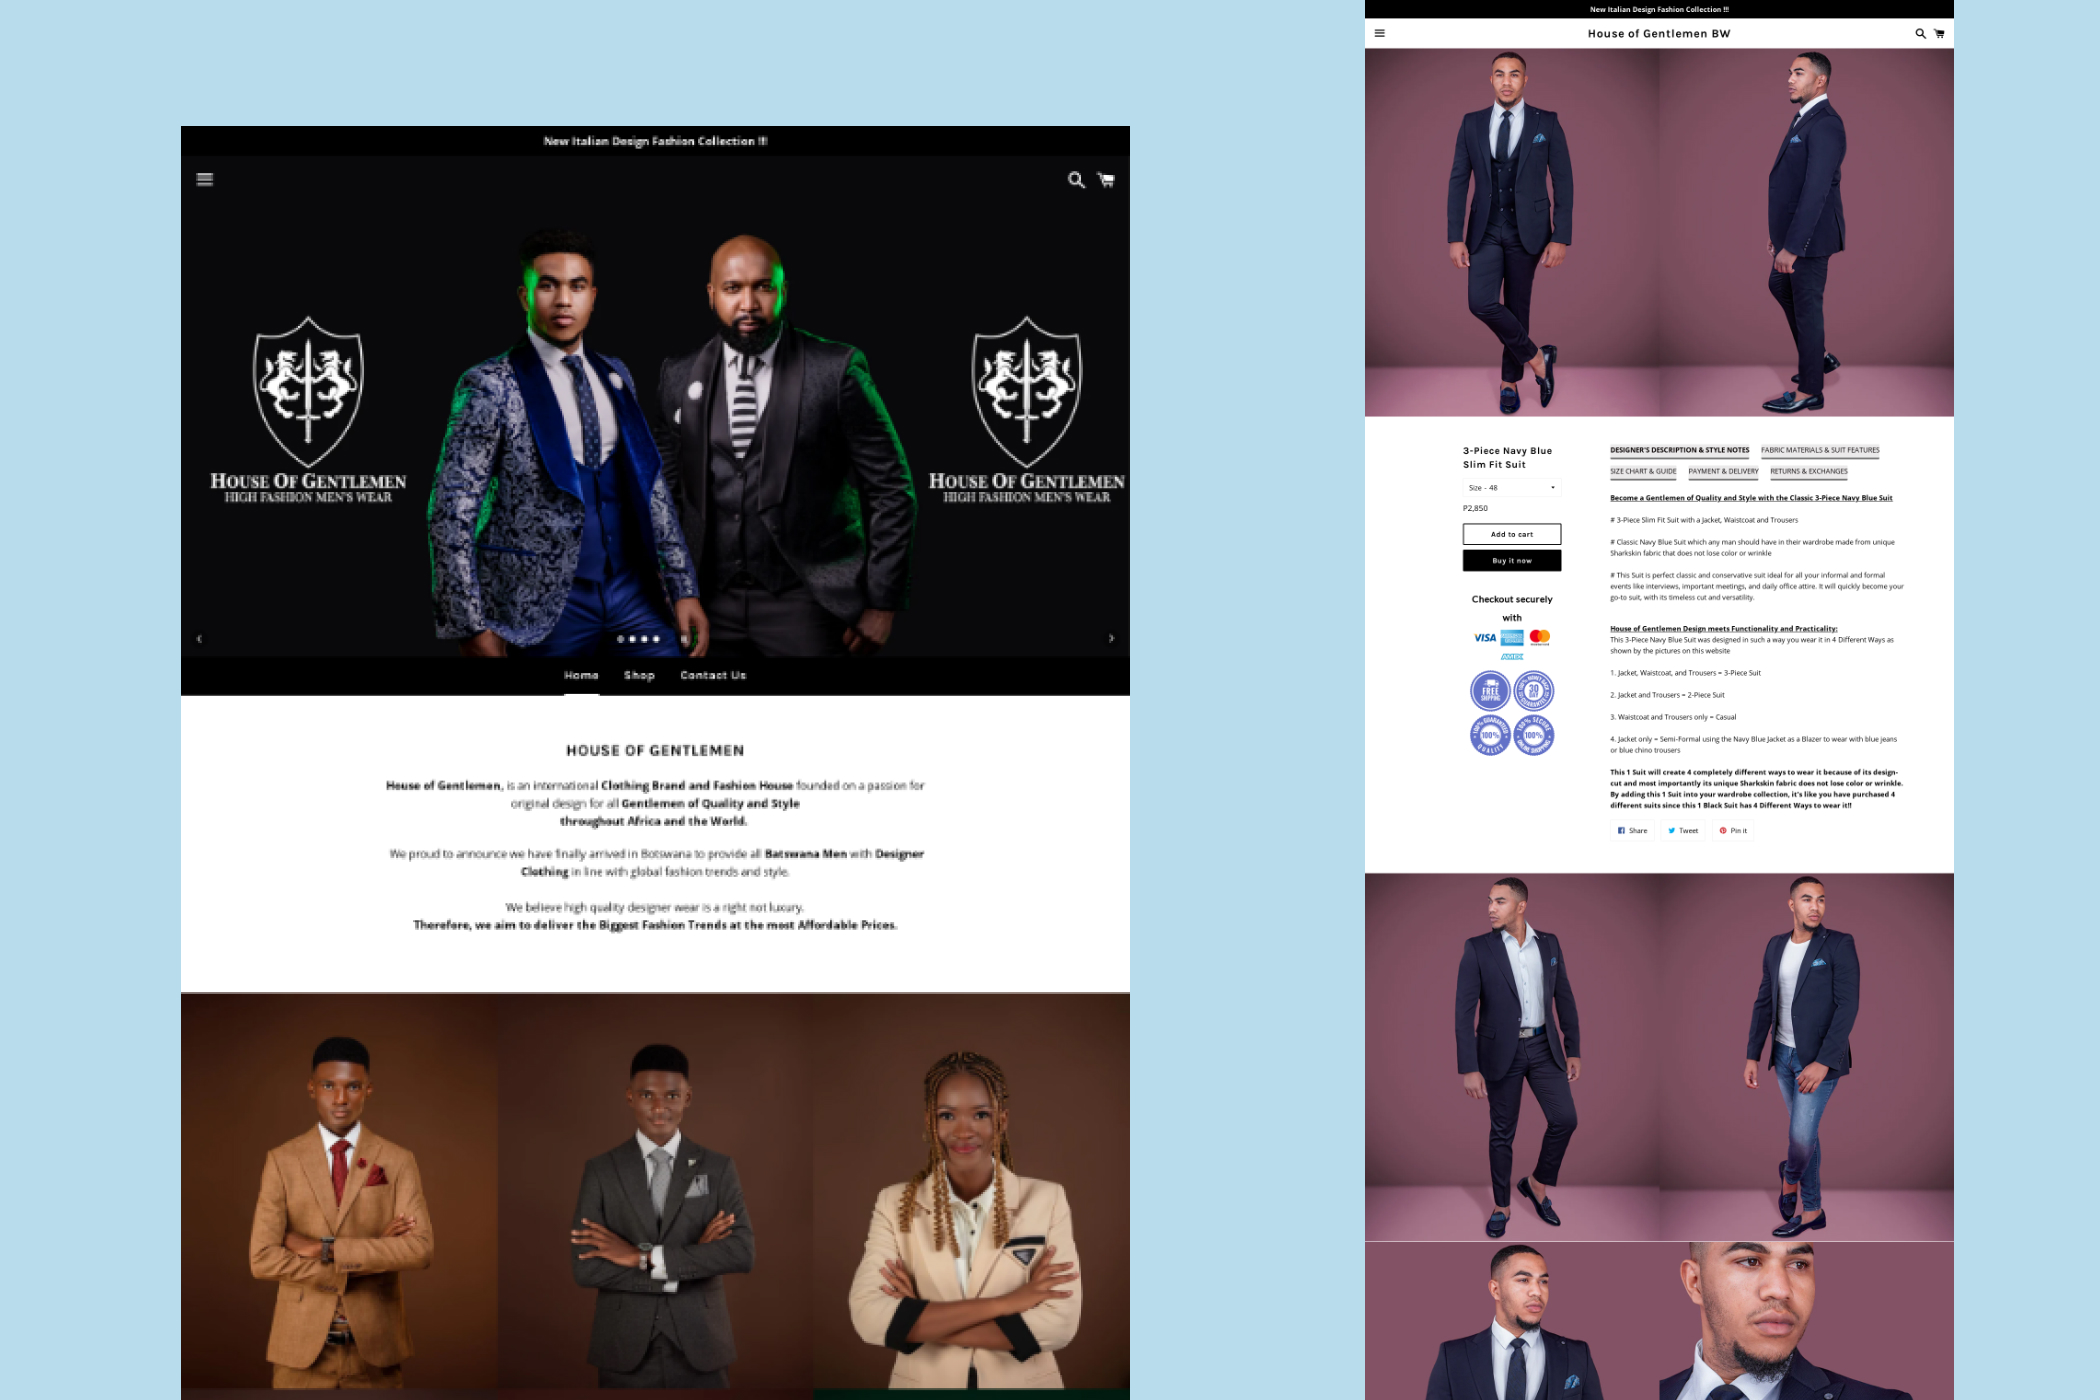 New Italian Design Fashion Collection !!!
HOUSE OF GENTLEMEN
HIGH FASHION MEN'S WEAR
HOUSE OF GENTLEMEN
HIGH FASHION MEN'S WEAR
Home Shop Contact Us
HOUSE OF GENTLEMEN
House of Gentlemen, is an international Clothing Brand and Fashion House founded on a passion for
original design for all Gentlemen of Quality and Style
throughout Africa and the World.
We proud to announce we have finally arrived in Botswana to provide all Batswana Men with Designer
Clothing in line with global fashion trends and style.
We believe high quality designer wear is a right not luxury.
Therefore, we aim to deliver the Biggest Fashion Trends at the most Affordable Prices.
New Italian Design Fashion Collection !!!
House of Gentlemen BW
3-Piece Navy Blue
Slim Fit Suit
Size - 48
P2,850
Add to cart
Buy it now
Checkout securely
with
VISA AMERICAN EXPRESS mastercard
AMEX
FREE SHIPPING
100% MONEY BACK 30 DAY GUARANTEE
100% GUARANTEED 100% QUALITY
100% SECURE 100% ONLINE SHOPPING
DESIGNER'S DESCRIPTION & STYLE NOTES FABRIC MATERIALS & SUIT FEATURES
SIZE CHART & GUIDE PAYMENT & DELIVERY RETURNS & EXCHANGES
Become a Gentlemen of Quality and Style with the Classic 3-Piece Navy Blue Suit
# 3-Piece Slim Fit Suit with a Jacket, Waistcoat and Trousers
# Classic Navy Blue Suit which any man should have in their wardrobe made from unique
Sharkskin fabric that does not lose color or wrinkle
# This Suit is perfect classic and conservative suit ideal for all your informal and formal
events like interviews, important meetings, and daily office attire. It will quickly become your
go-to suit, with its timeless cut and versatility.
House of Gentlemen Design meets Functionality and Practicality:
This 3-Piece Navy Blue Suit was designed in such a way you wear it in 4 Different Ways as
shown by the pictures on this website
1. Jacket, Waistcoat, and Trousers = 3-Piece Suit
2. Jacket and Trousers = 2-Piece Suit
3. Waistcoat and Trousers only = Casual
4. Jacket only = Semi-Formal using the Navy Blue Jacket as a Blazer to wear with blue jeans
or blue chino trousers
This 1 Suit will create 4 completely different ways to wear it because of its design-
cut and most importantly its unique Sharkskin fabric does not lose color or wrinkle.
By adding this 1 Suit into your wardrobe collection, it's like you have purchased 4
different suits since this 1 Black Suit has 4 Different Ways to wear it!!
Share Tweet Pin it